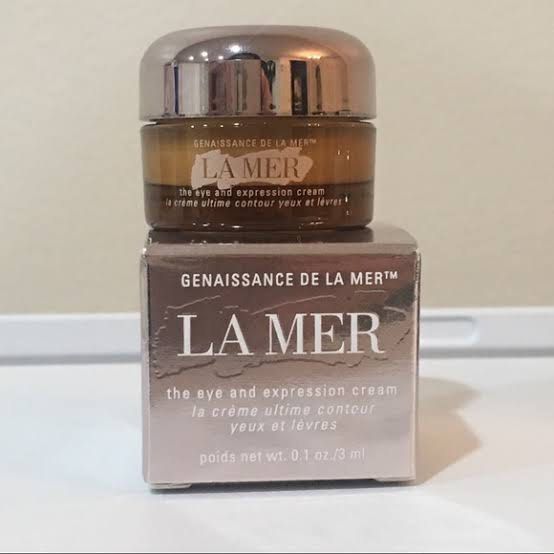 GENAISSANCE DE LA MER™
LA MER
the eye and expression cream
la crème ultime contour yeux et lèvres
GENAISSANCE DE LA MER™
LA MER
the eye and expression cream
la crème ultime contour
yeux et lèvres
poids net wt. 0.1 oz./3 ml